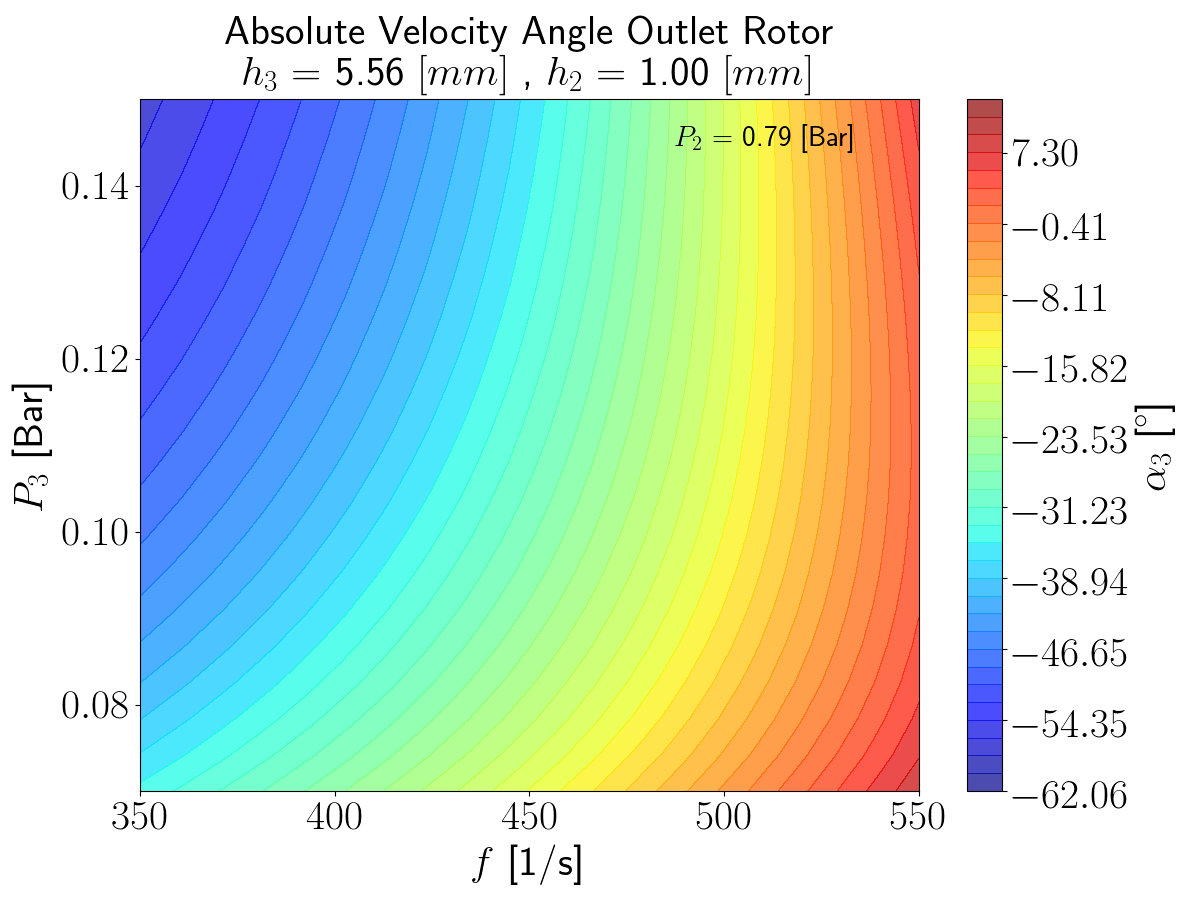 Absolute Velocity Angle Outlet Rotor
h₃ = 5.56 [mm] , h₂ = 1.00 [mm]
P₂ = 0.79 [Bar]
0.14
0.12
0.10
0.08
P₃ [Bar]
350 400 450 500 550
f [1/s]
7.30
−0.41
−8.11
−15.82
−23.53
−31.23
−38.94
−46.65
−54.35
−62.06
α₃ [°]